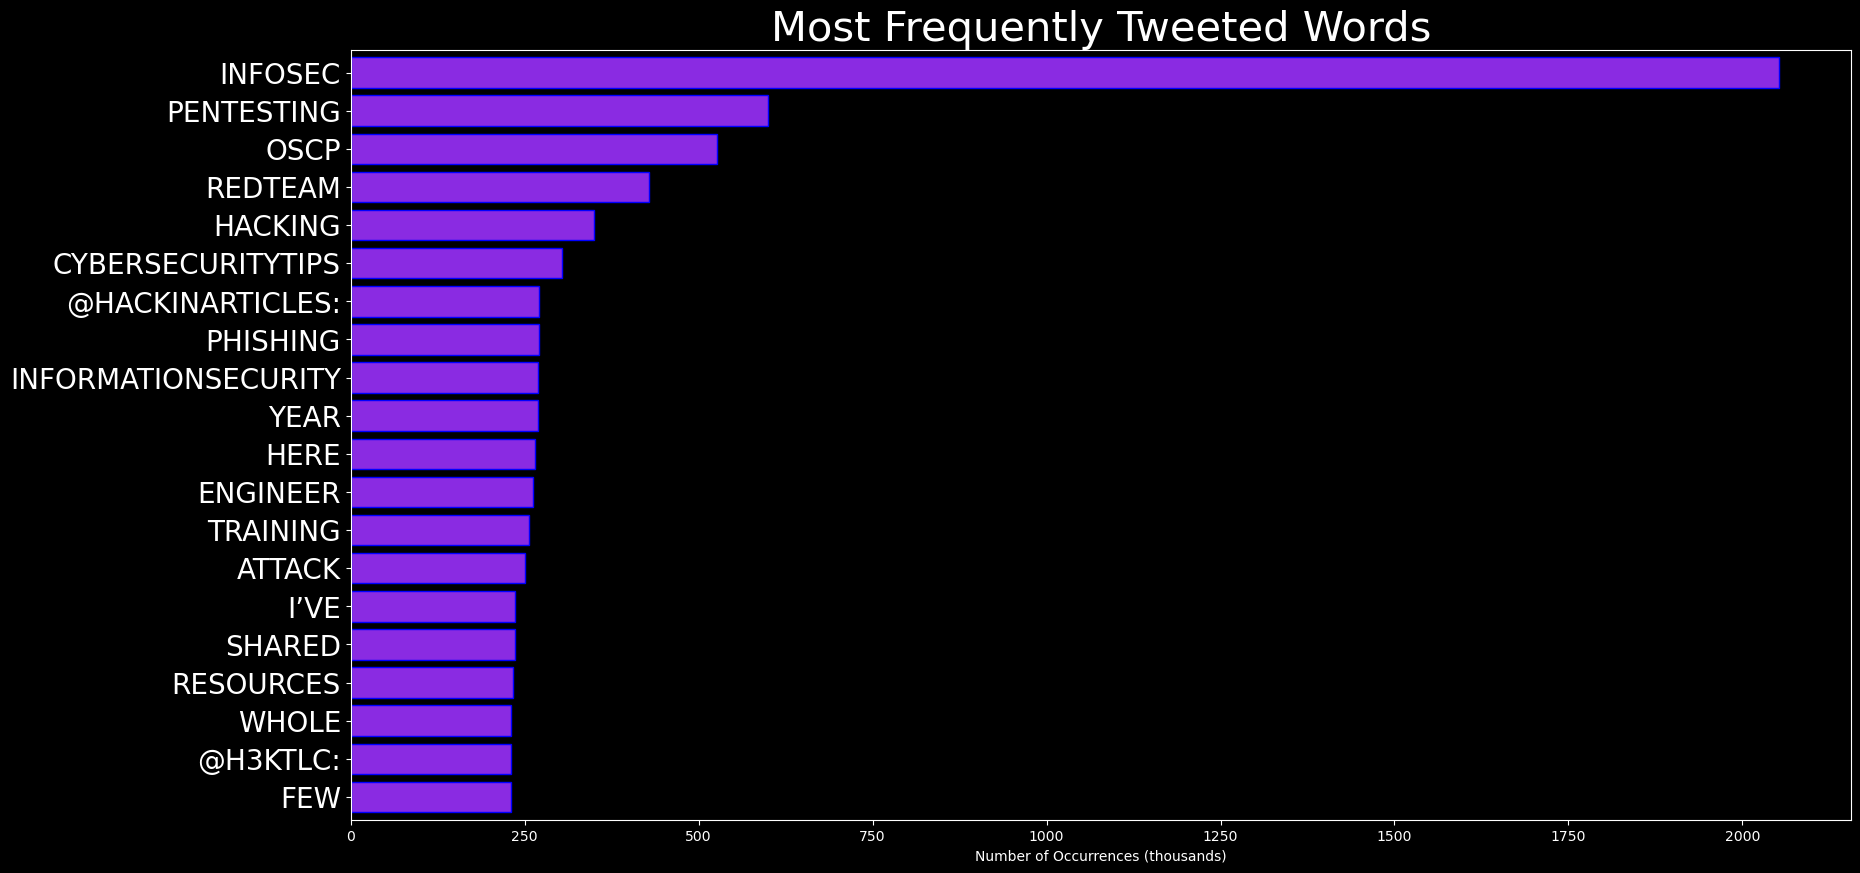 Most Frequently Tweeted Words
INFOSEC
PENTESTING
OSCP
REDTEAM
HACKING
CYBERSECURITYTIPS
@HACKINARTICLES:
PHISHING
INFORMATIONSECURITY
YEAR
HERE
ENGINEER
TRAINING
ATTACK
I’VE
SHARED
RESOURCES
WHOLE
@H3KTLC:
FEW
0 250 500 750 1000 1250 1500 1750 2000
Number of Occurrences (thousands)